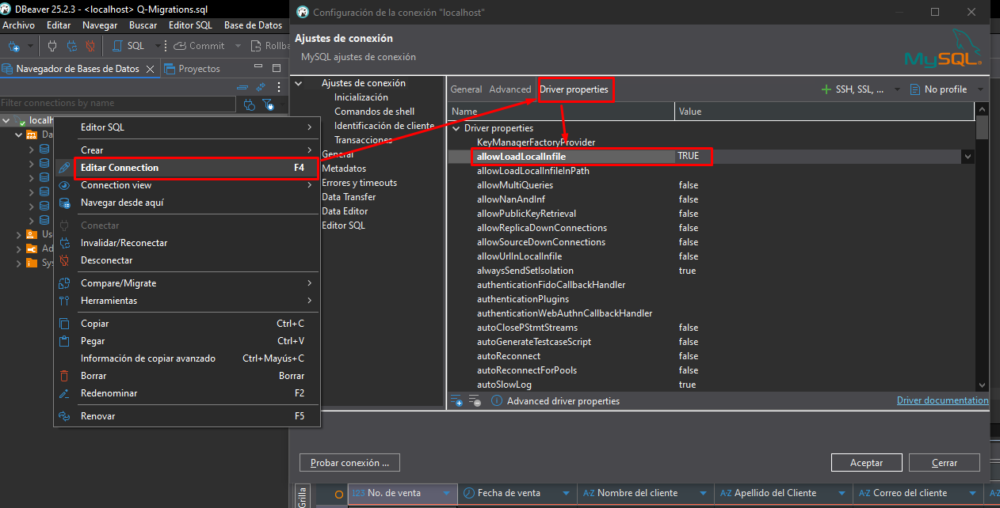 DBeaver 25.2.3 - <localhost> Q-Migrations.sql
Archivo Editar Navegar Buscar Editor SQL Base de Datos
SQL Commit Rollba
Navegador de Bases de Datos Proyectos
Filter connections by name
localh
Da
Us
Ad
Sys
Editor SQL
Crear
Editar Connection F4
Connection view
Navegar desde aquí
Conectar
Invalidar/Reconectar
Desconectar
Compare/Migrate
Herramientas
Copiar Ctrl+C
Pegar Ctrl+V
Información de copiar avanzado Ctrl+Mayús+C
Borrar Borrar
Redenominar F2
Renovar F5
Configuración de la conexión "localhost"
Ajustes de conexión
MySQL ajustes de conexión
MySQL
Ajustes de conexión
Inicialización
Comandos de shell
Identificación de cliente
Transacciones
General
Metadatos
Errores y timeouts
Data Transfer
Data Editor
Editor SQL
General Advanced Driver properties SSH, SSL, ... No profile
Name Value
Driver properties
KeyManagerFactoryProvider
allowLoadLocalInfile TRUE
allowLoadLocalInfileInPath
allowMultiQueries false
allowNanAndInf false
allowPublicKeyRetrieval false
allowReplicaDownConnections false
allowSourceDownConnections false
allowUrlInLocalInfile false
alwaysSendSetIsolation true
authenticationFidoCallbackHandler
authenticationPlugins
authenticationWebAuthnCallbackHandler
autoClosePStmtStreams false
autoGenerateTestcaseScript false
autoReconnect false
autoReconnectForPools false
autoSlowLog true
Advanced driver properties Driver documentation
Probar conexión ... Aceptar Cerrar
Grilla
123 No. de venta Fecha de venta A-Z Nombre del cliente A-Z Apellido del Cliente A-Z Correo del cliente A-Z